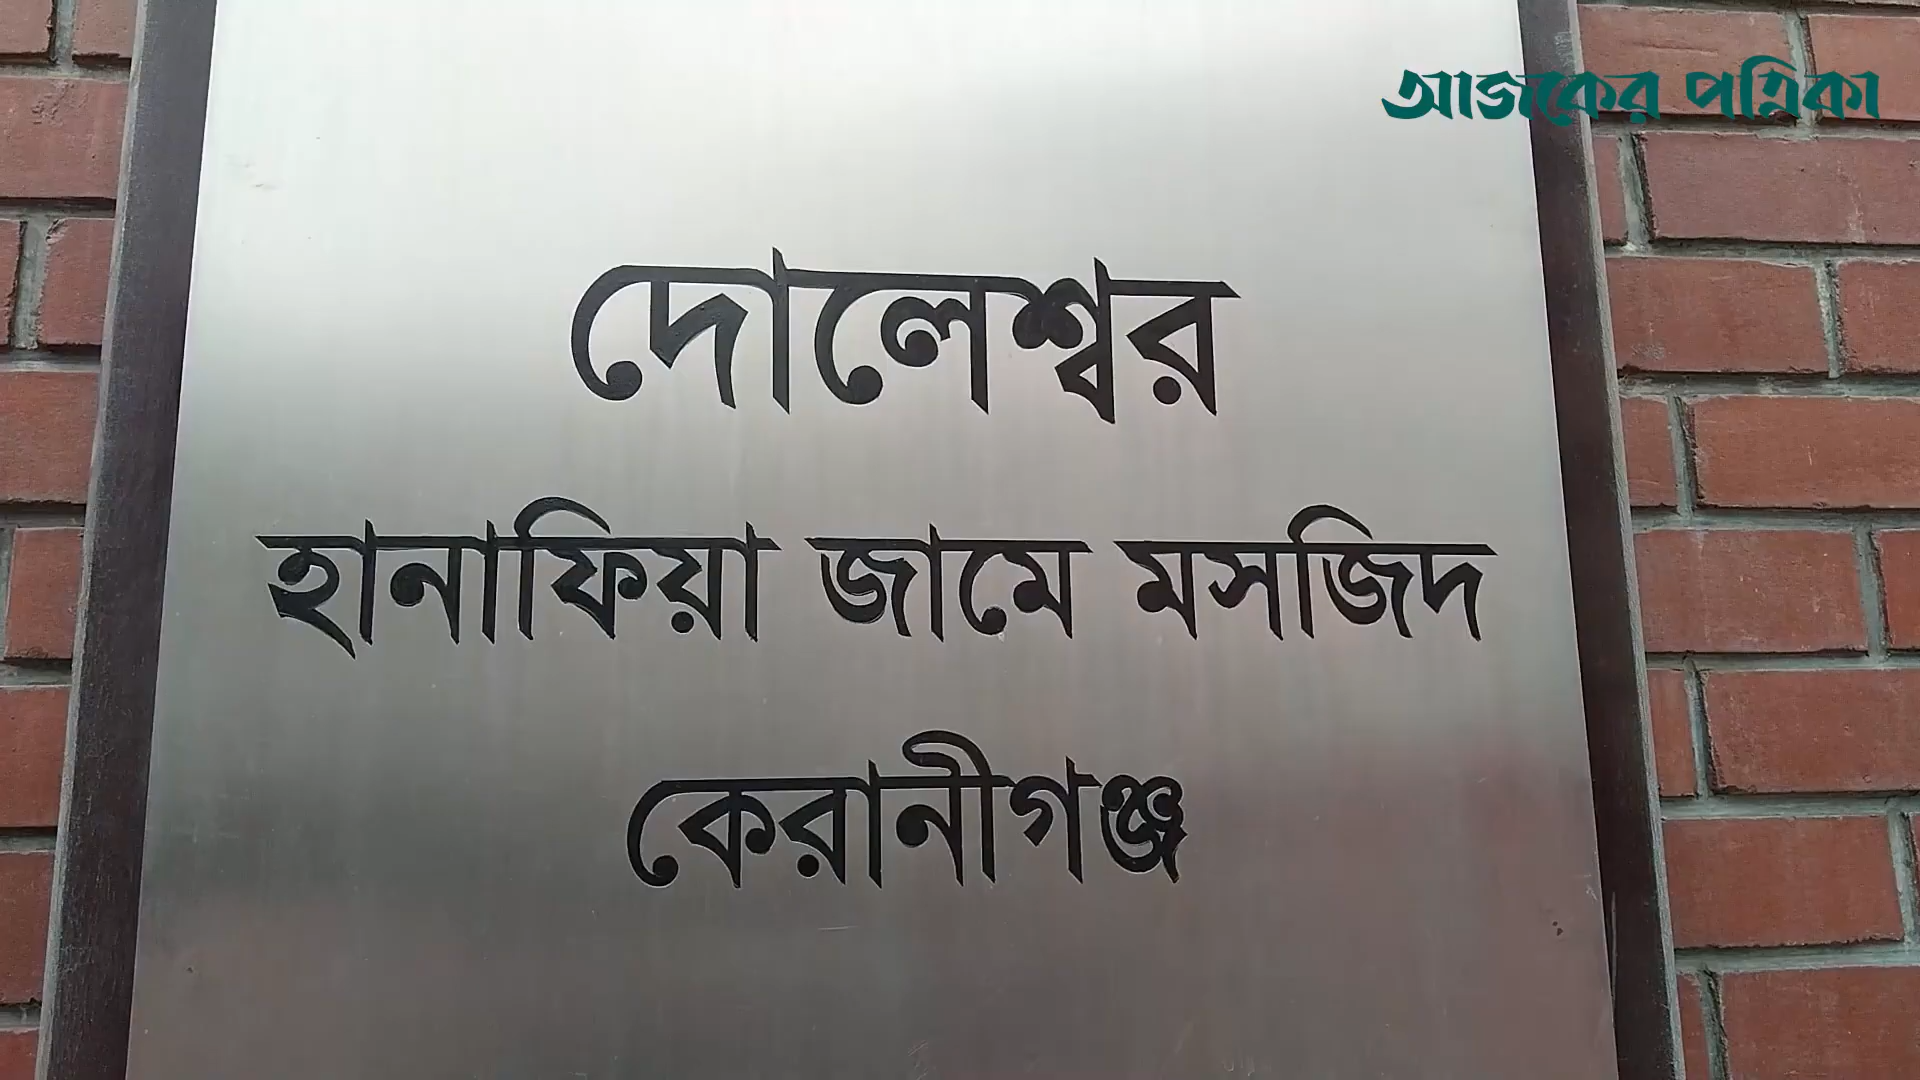 আজকের পত্রিকা
দোলেশ্বর
হানাফিয়া জামে মসজিদ
কেরানীগঞ্জ